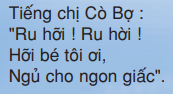 Tiếng chị Cò Bợ :
"Ru hỡi ! Ru hời !
Hỡi bé tôi ơi,
Ngủ cho ngon giấc".